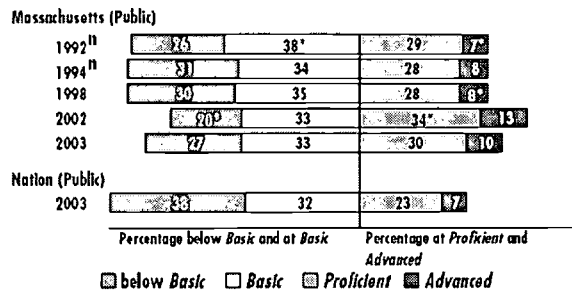 Massachusetts (Public)
1992ⁿ 26 38* 29 7*
1994ⁿ 31 34 28 8
1998 30 35 28 8*
2002 20* 33 34* 13
2003 27 33 30 10
Nation (Public)
2003 38 32 23 7
Percentage below Basic and at Basic Percentage at Proficient and
Advanced
below Basic Basic Proficient Advanced